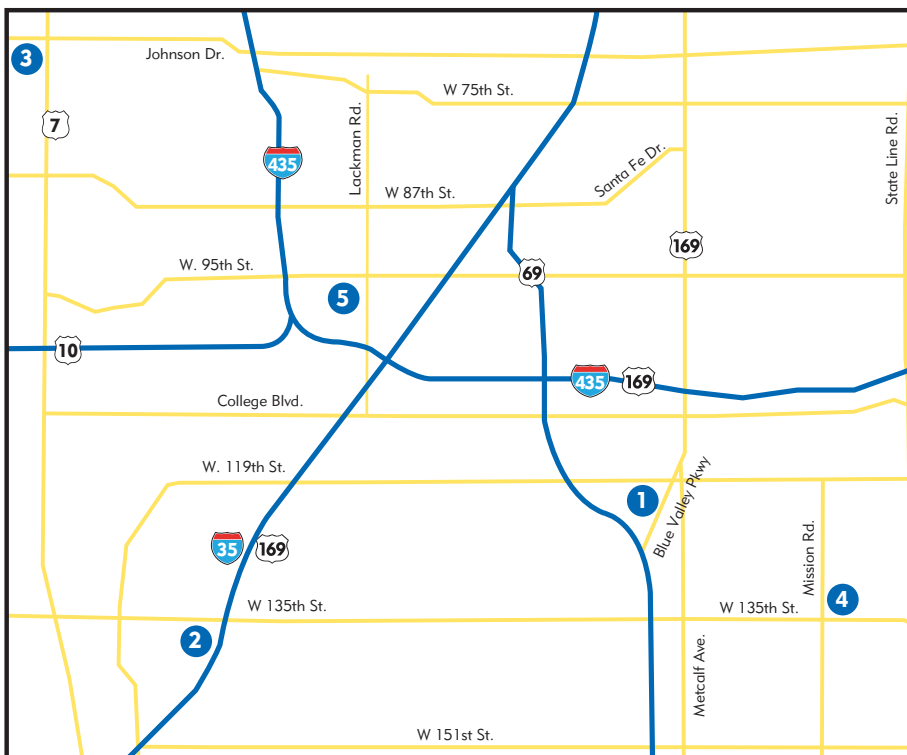 Johnson Dr.
3
W 75th St.
7
Lackman Rd.
State Line Rd.
435
Santa Fe Dr.
W 87th St.
169
W. 95th St.
69
5
10
435
169
College Blvd.
W. 119th St.
1
Blue Valley Pkwy
35
169
Mission Rd.
4
W 135th St.
W 135th St.
2
Metcalf Ave.
W 151st St.